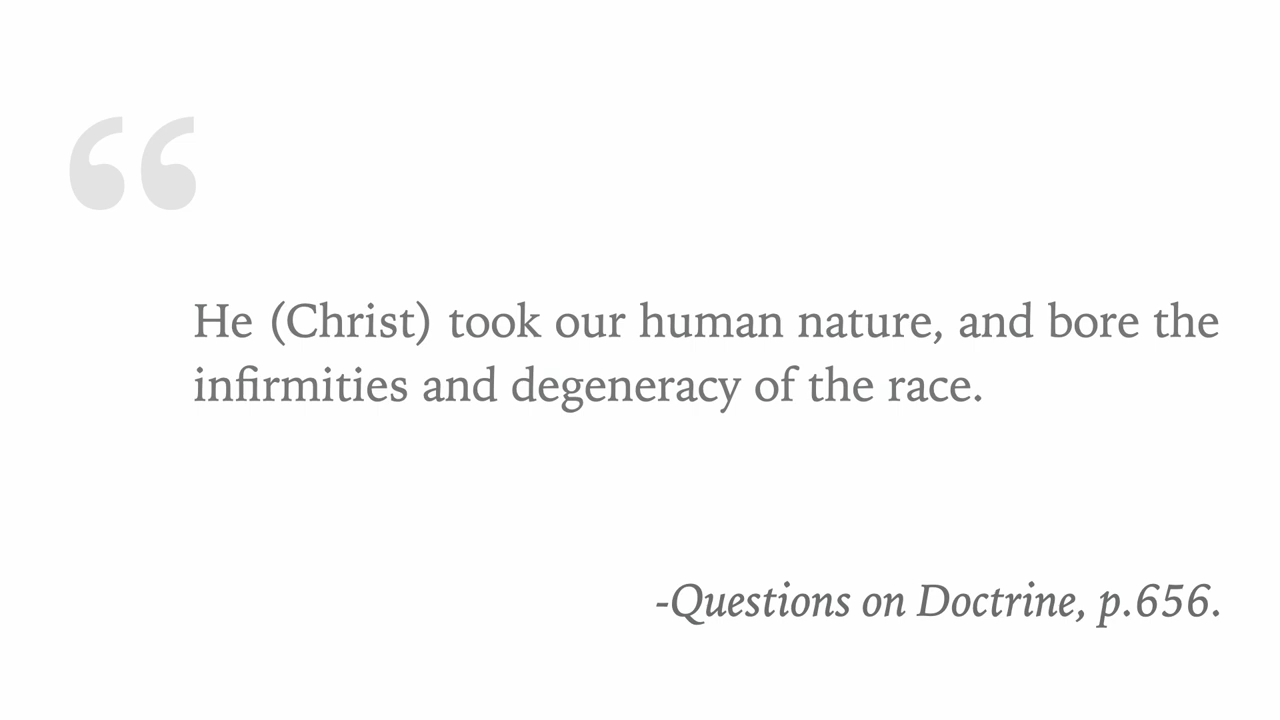 “
He (Christ) took our human nature, and bore the
infirmities and degeneracy of the race.
-Questions on Doctrine, p.656.